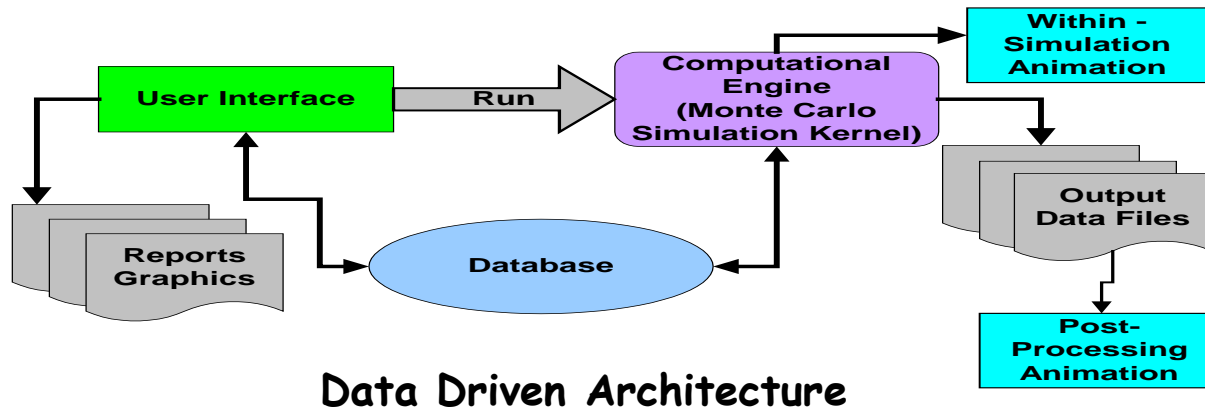 User Interface
Run
Computational
Engine
(Monte Carlo
Simulation Kernel)
Within -
Simulation
Animation
Reports
Graphics
Database
Output
Data Files
Post-
Processing
Animation
Data Driven Architecture